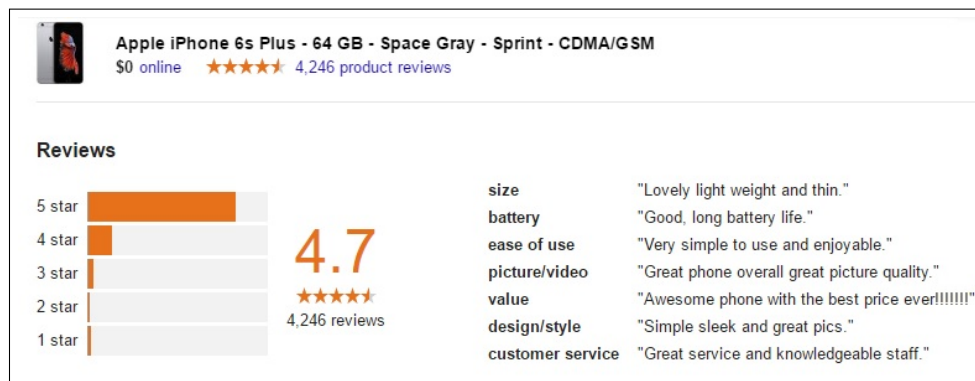 Apple iPhone 6s Plus - 64 GB - Space Gray - Sprint - CDMA/GSM
$0 online 4,246 product reviews
Reviews
5 star
4 star
3 star
2 star
1 star
4.7
4,246 reviews
size "Lovely light weight and thin."
battery "Good, long battery life."
ease of use "Very simple to use and enjoyable."
picture/video "Great phone overall great picture quality."
value "Awesome phone with the best price ever!!!!!!!"
design/style "Simple sleek and great pics."
customer service "Great service and knowledgeable staff."